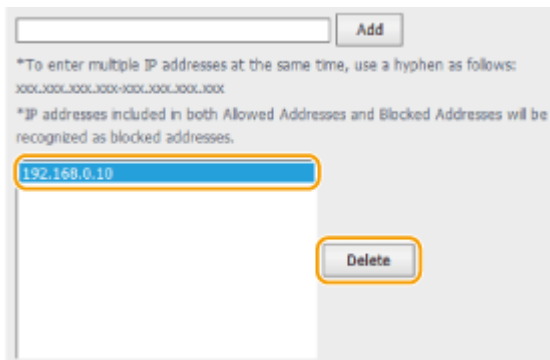 Add
*To enter multiple IP addresses at the same time, use a hyphen as follows:
xxx.xxx.xxx.xxx-xxx.xxx.xxx.xxx
*IP addresses included in both Allowed Addresses and Blocked Addresses will be
recognized as blocked addresses.
192.168.0.10
Delete